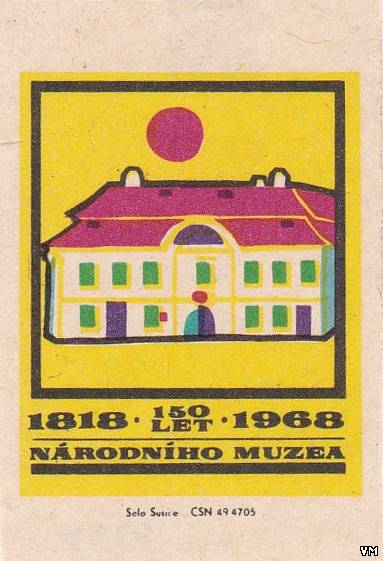 1818 · 150 LET · 1968
NÁRODNÍHO MUZEA
Solo Sušice ČSN 49 4705
VM